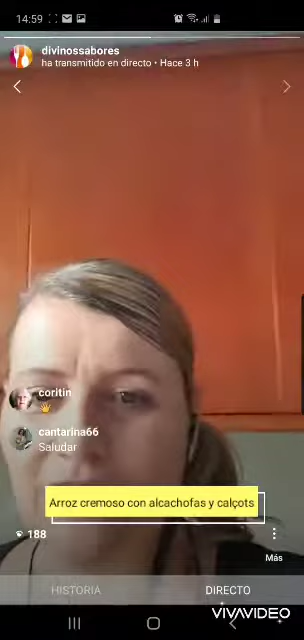 14:59
divinossabores
ha transmitido en directo • Hace 3 h
coritin
cantarina66
Saludar
Arroz cremoso con alcachofas y calçots
188
Más
HISTORIA
DIRECTO
VIVAVIDEO